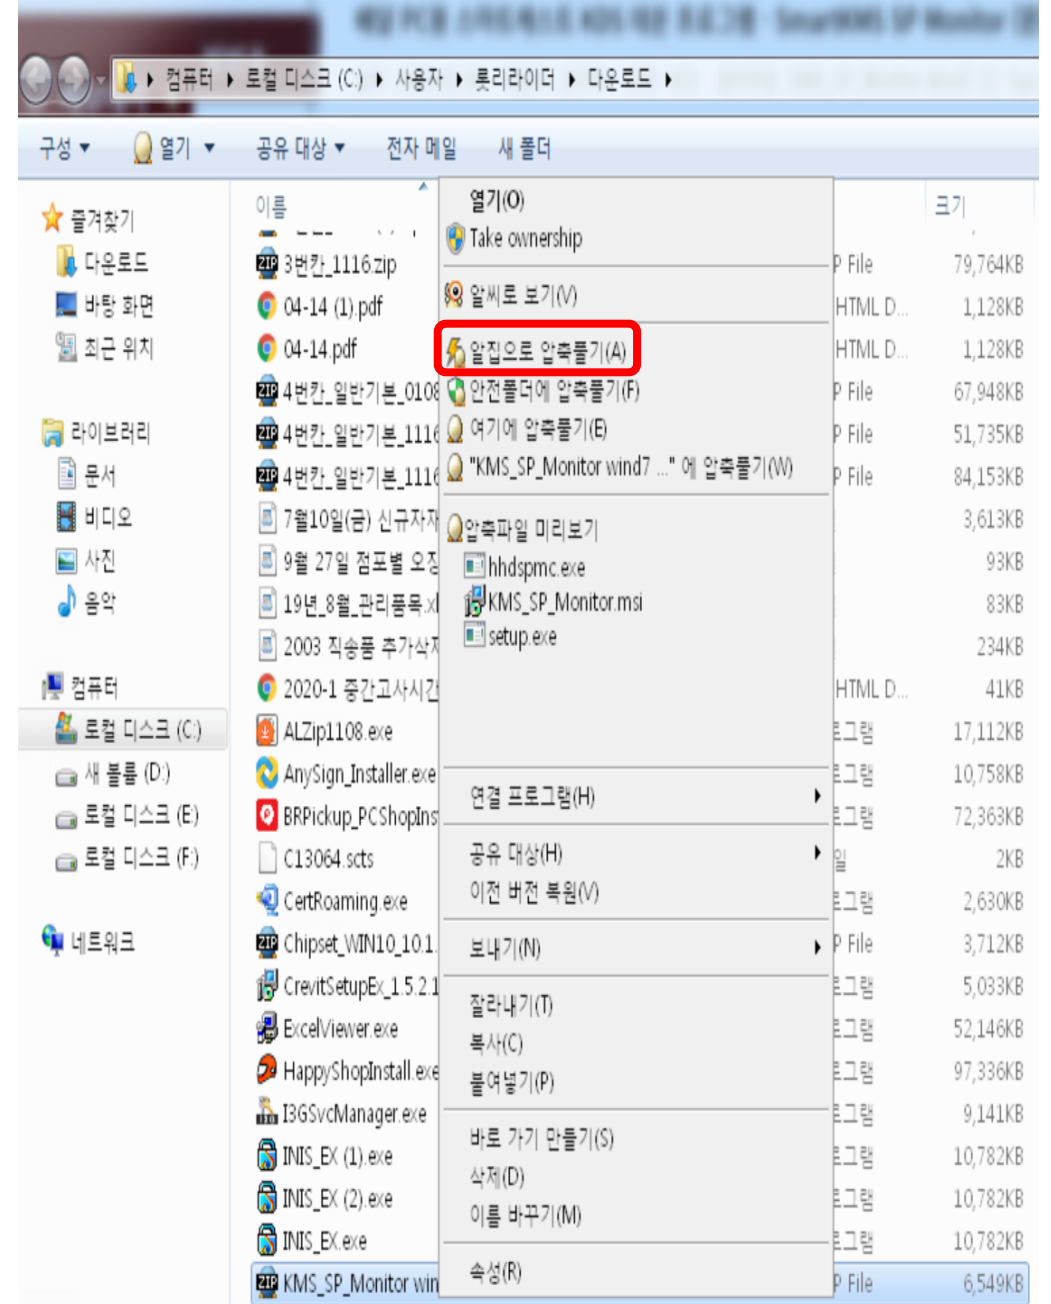 컴퓨터 ▸ 로컬 디스크 (C:) ▸ 사용자 ▸ 롯리라이더 ▸ 다운로드 ▸
구성 ▼ 열기 ▼ 공유 대상 ▼ 전자 메일 새 폴더
즐겨찾기
다운로드
바탕 화면
최근 위치
라이브러리
문서
비디오
사진
음악
컴퓨터
로컬 디스크 (C:)
새 볼륨 (D:)
로컬 디스크 (E:)
로컬 디스크 (F:)
네트워크
이름 크기
3번칸_1116.zip P File 79,764KB
04-14 (1).pdf HTML D... 1,128KB
04-14.pdf HTML D... 1,128KB
4번칸_일반기본_0108 P File 67,948KB
4번칸_일반기본_1116 P File 51,735KB
4번칸_일반기본_1116 P File 84,153KB
7월10일(금) 신규자재 3,613KB
9월 27일 점포별 오징 93KB
19년_8월_관리품목.xl 83KB
2003 직송품 추가삭제 234KB
2020-1 중간고사시간 HTML D... 41KB
ALZip1108.exe 로그램 17,112KB
AnySign_Installer.exe 로그램 10,758KB
BRPickup_PCShopIns 로그램 72,363KB
C13064.scts 일 2KB
CertRoaming.exe 로그램 2,630KB
Chipset_WIN10_10.1. P File 3,712KB
CrevitSetupEx_1.5.2.1 로그램 5,033KB
ExcelViewer.exe 로그램 52,146KB
HappyShopInstall.exe 로그램 97,336KB
I3GSvcManager.exe 로그램 9,141KB
INIS_EX (1).exe 로그램 10,782KB
INIS_EX (2).exe 로그램 10,782KB
INIS_EX.exe 로그램 10,782KB
KMS_SP_Monitor win P File 6,549KB
열기(O)
Take ownership
알씨로 보기(V)
알집으로 압축풀기(A)
안전폴더에 압축풀기(F)
여기에 압축풀기(E)
"KMS_SP_Monitor wind7 ..." 에 압축풀기(W)
압축파일 미리보기
hhdspmc.exe
KMS_SP_Monitor.msi
setup.exe
연결 프로그램(H)
공유 대상(H)
이전 버전 복원(V)
보내기(N)
잘라내기(T)
복사(C)
붙여넣기(P)
바로 가기 만들기(S)
삭제(D)
이름 바꾸기(M)
속성(R)